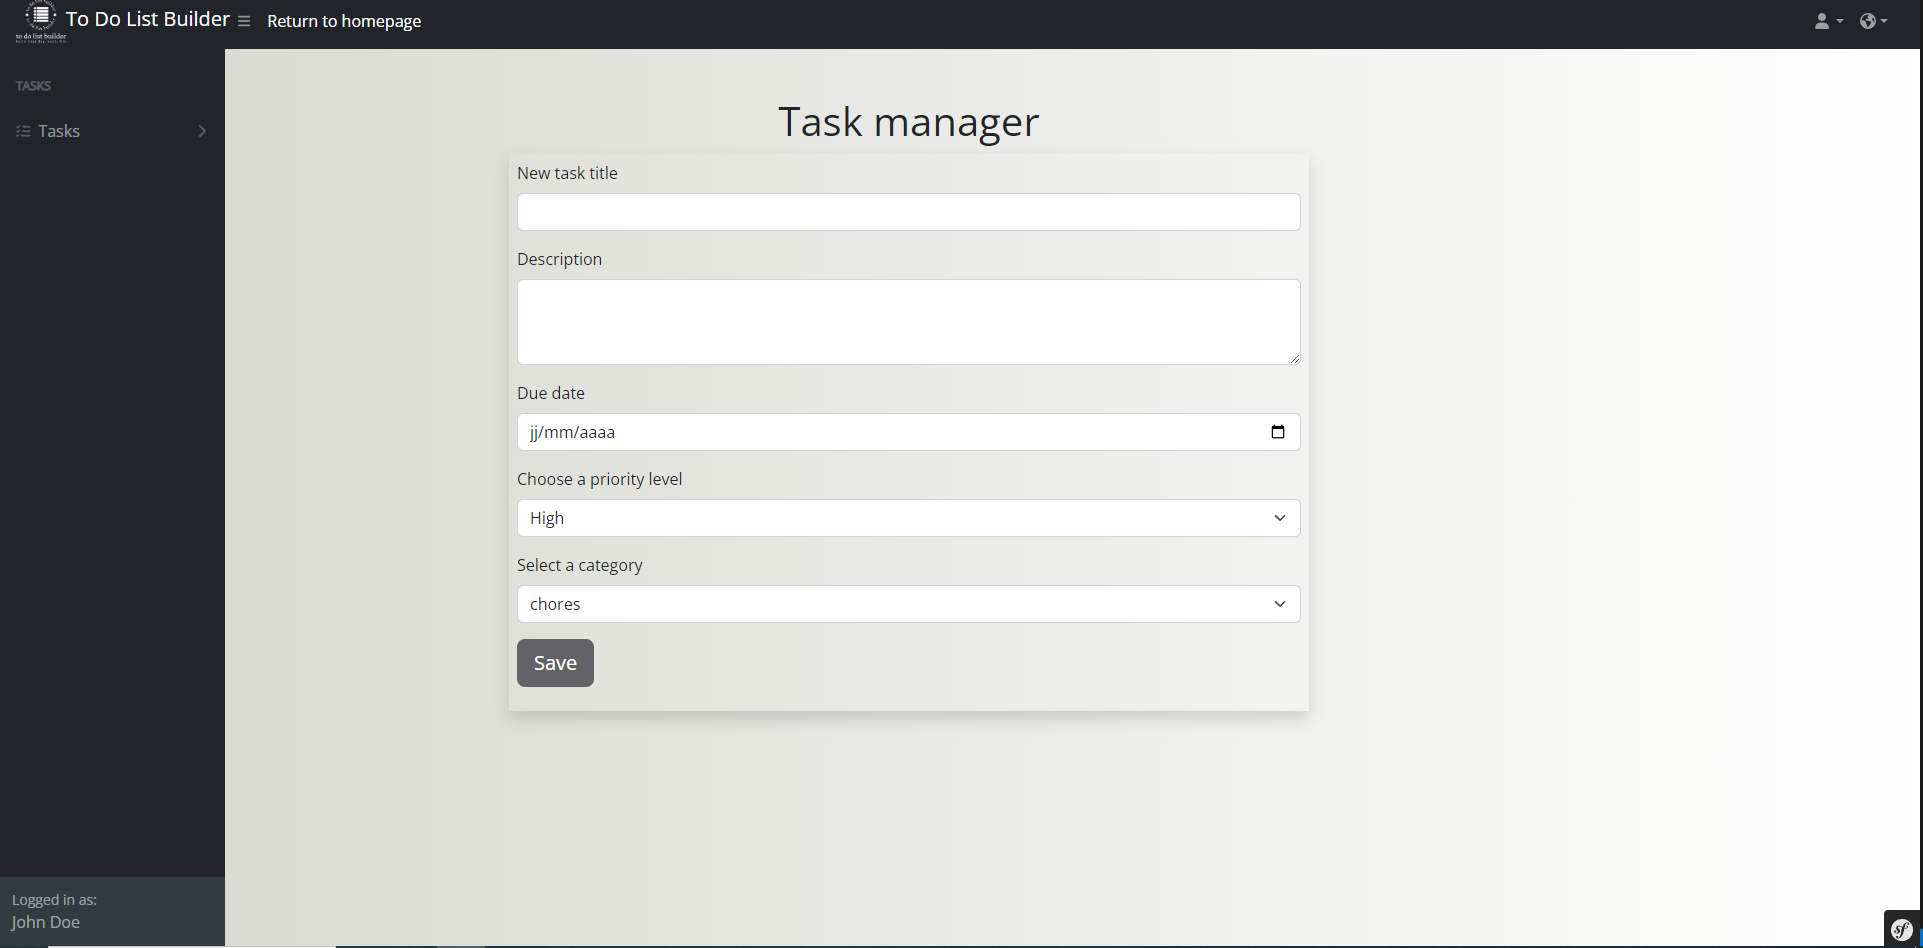 To Do List Builder
Return to homepage
to do list builder
TASKS
Tasks
Task manager
New task title
Description
Due date
jj/mm/aaaa
Choose a priority level
High
Select a category
chores
Save
Logged in as:
John Doe
sf